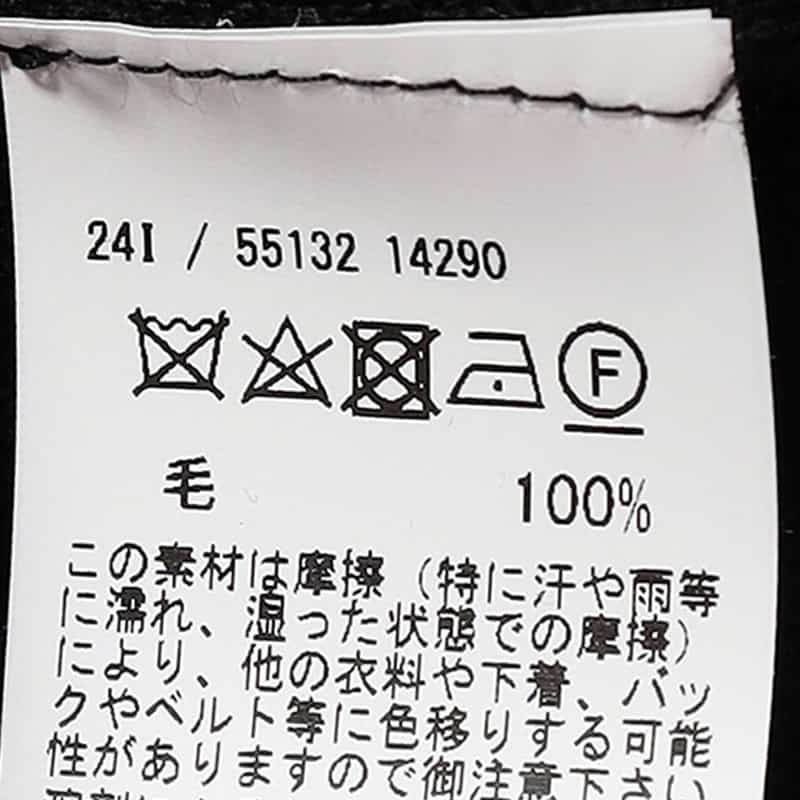 24I / 55132 14290
F
毛 100%
この素材は摩擦（特に汗や雨等
に濡れ、湿った状態での摩擦）
により、他の衣料や下着、バッ
クやベルト等に色移りする可能
性がありますので御注意下さい